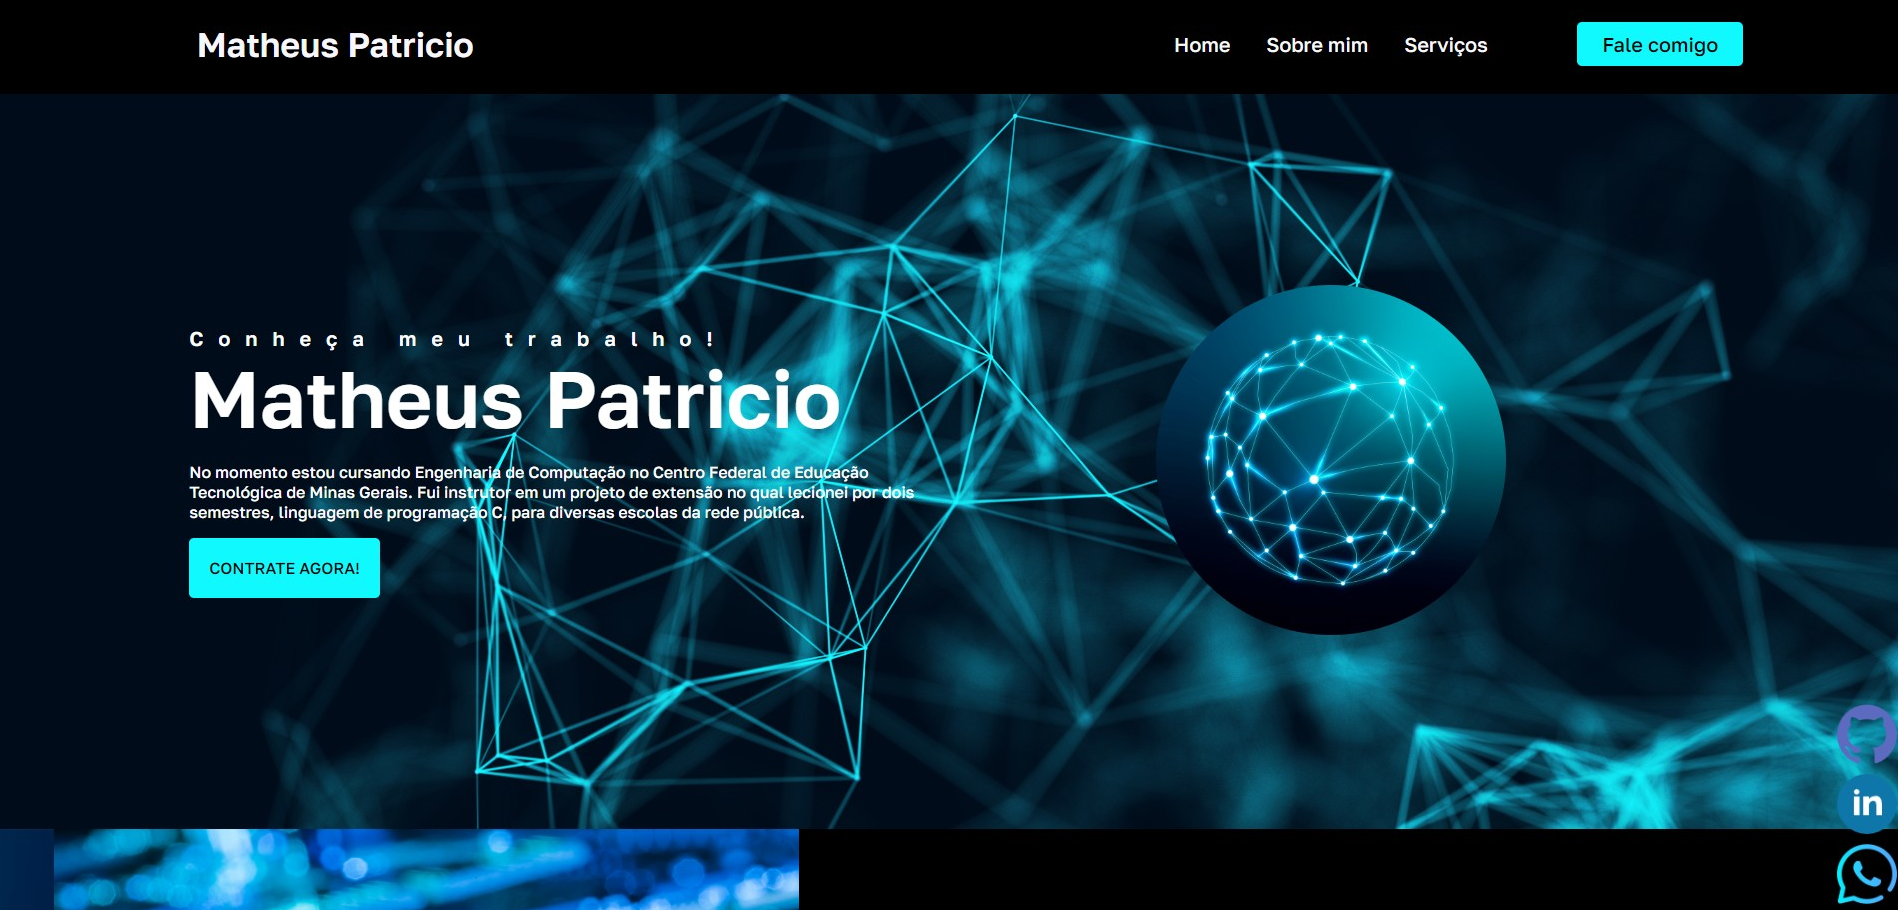 Matheus Patricio
Home Sobre mim Serviços Fale comigo
Conheça meu trabalho!
Matheus Patricio
No momento estou cursando Engenharia de Computação no Centro Federal de Educação
Tecnológica de Minas Gerais. Fui instrutor em um projeto de extensão no qual lecionei por dois
semestres, linguagem de programação C, para diversas escolas da rede pública.
CONTRATE AGORA!
in